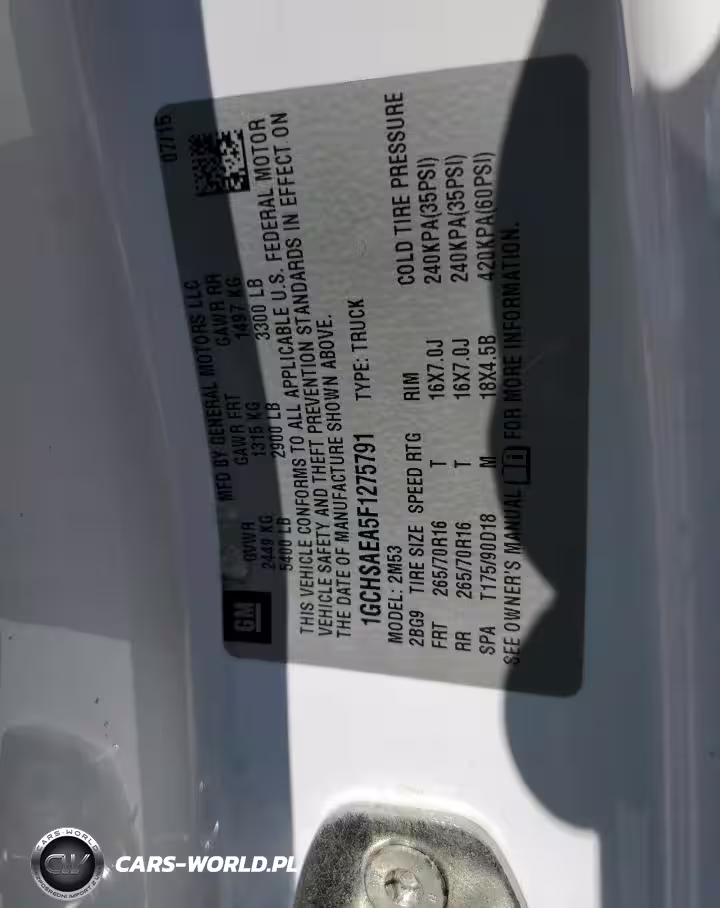 GM
MFD BY GENERAL MOTORS LLC
07/15
GVWR GAWR FRT GAWR RR
2449 KG 1315 KG 1497 KG
5400 LB 2900 LB 3300 LB
THIS VEHICLE CONFORMS TO ALL APPLICABLE U.S. FEDERAL MOTOR
VEHICLE SAFETY AND THEFT PREVENTION STANDARDS IN EFFECT ON
THE DATE OF MANUFACTURE SHOWN ABOVE.
1GCHSAEA5F1275791 TYPE: TRUCK
MODEL: 2M53
2BG9 TIRE SIZE SPEED RTG RIM COLD TIRE PRESSURE
FRT 265/70R16 T 16X7.0J 240KPA(35PSI)
RR 265/70R16 T 16X7.0J 240KPA(35PSI)
SPA T175/90D18 M 18X4.5B 420KPA(60PSI)
SEE OWNER'S MANUAL FOR MORE INFORMATION.
CARS-WORLD
CW
CARS-WORLD.PL